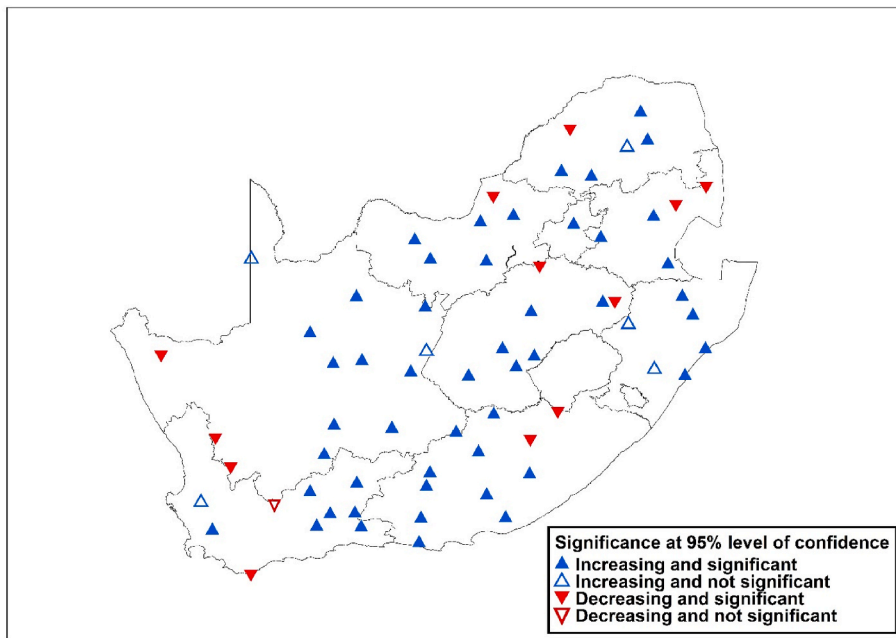 Significance at 95% level of confidence
Increasing and significant
Increasing and not significant
Decreasing and significant
Decreasing and not significant